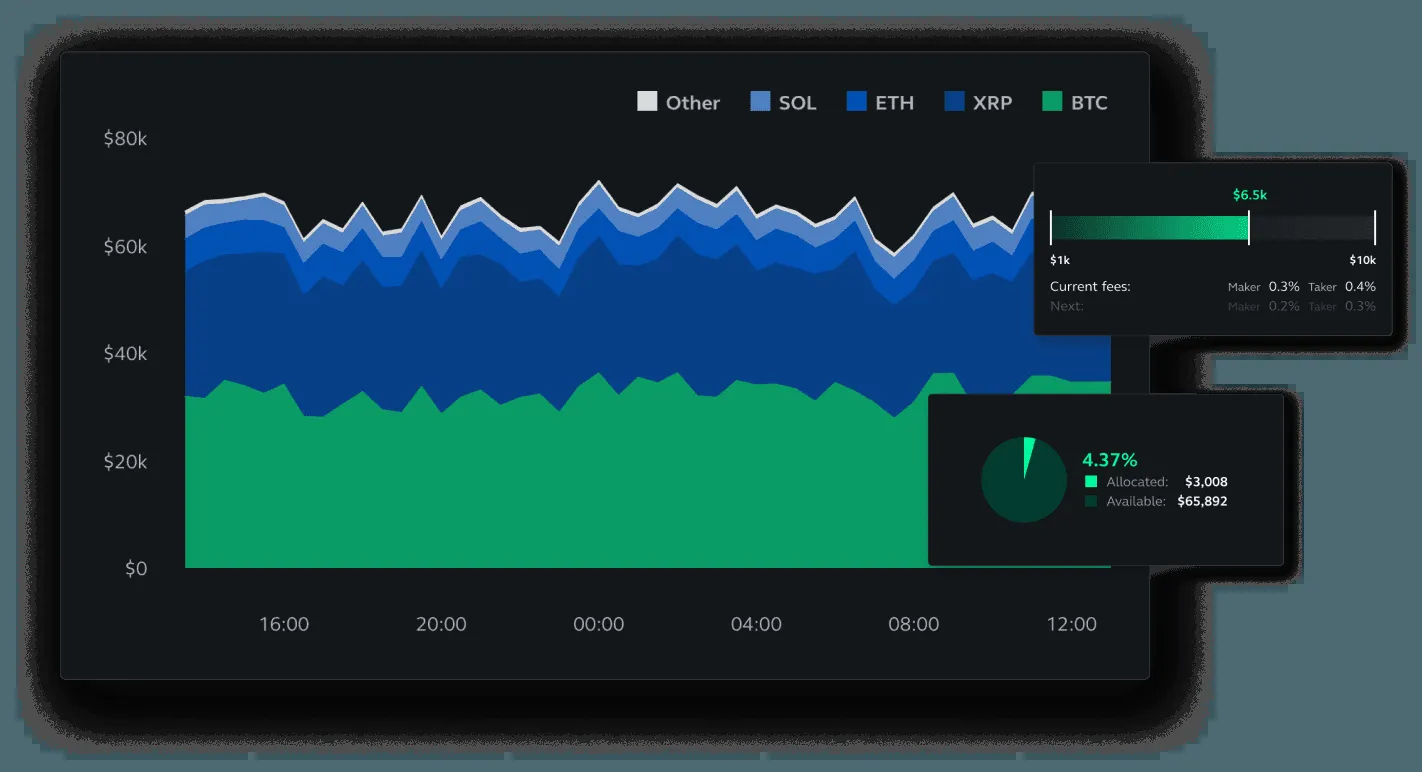 Other SOL ETH XRP BTC
$80k
$60k
$40k
$20k
$0
16:00 20:00 00:00 04:00 08:00 12:00
$6.5k
$1k $10k
Current fees: Maker 0.3% Taker 0.4%
Next: Maker 0.2% Taker 0.3%
4.37%
Allocated: $3,008
Available: $65,892